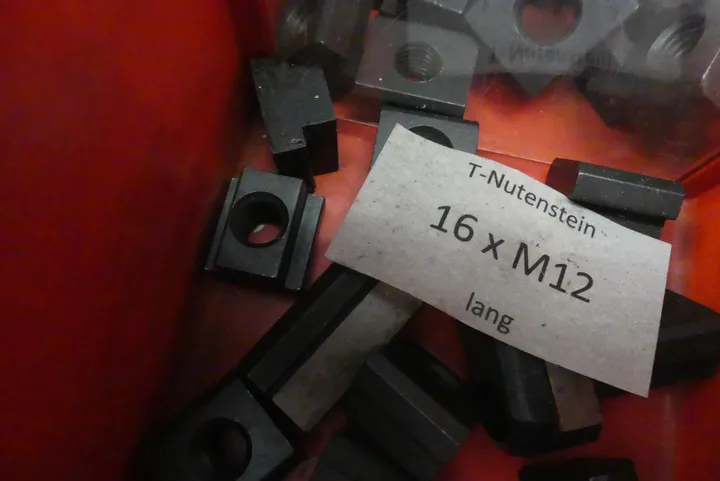 T-Nutenstein
16 x M12
lang